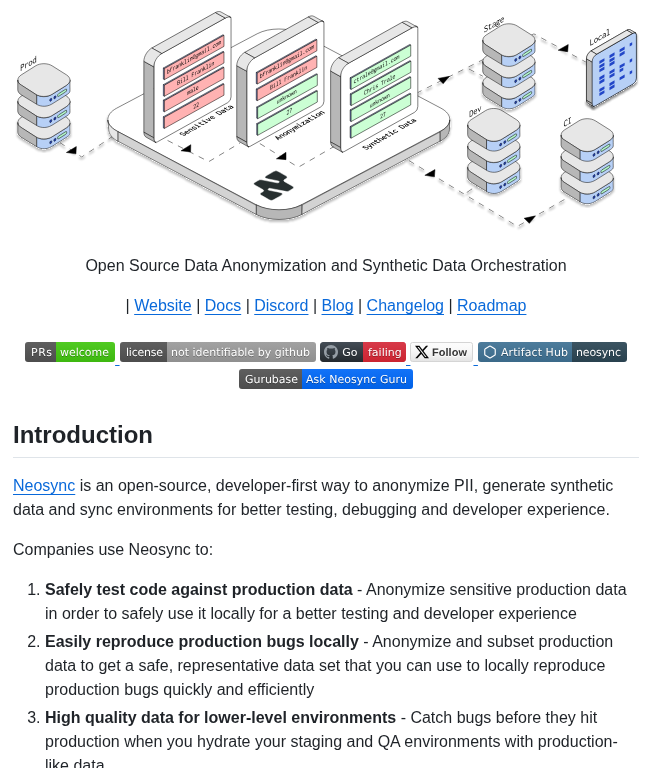 Prod
bfranklin@gmail.com
Bill Franklin
male
22
Sensitive Data
bfranklin@gmail.com
Bill Franklin
unknown
27
Anonymization
ctrale@gmail.com
Chris Trale
unknown
27
Synthetic Data
Stage
Local
Dev
CI
Open Source Data Anonymization and Synthetic Data Orchestration
| Website | Docs | Discord | Blog | Changelog | Roadmap
PRs welcome license not identifiable by github Go failing Follow Artifact Hub neosync
Gurubase Ask Neosync Guru
Introduction
Neosync is an open-source, developer-first way to anonymize PII, generate synthetic
data and sync environments for better testing, debugging and developer experience.
Companies use Neosync to:
1. Safely test code against production data - Anonymize sensitive production data
in order to safely use it locally for a better testing and developer experience
2. Easily reproduce production bugs locally - Anonymize and subset production
data to get a safe, representative data set that you can use to locally reproduce
production bugs quickly and efficiently
3. High quality data for lower-level environments - Catch bugs before they hit
production when you hydrate your staging and QA environments with production-
like data